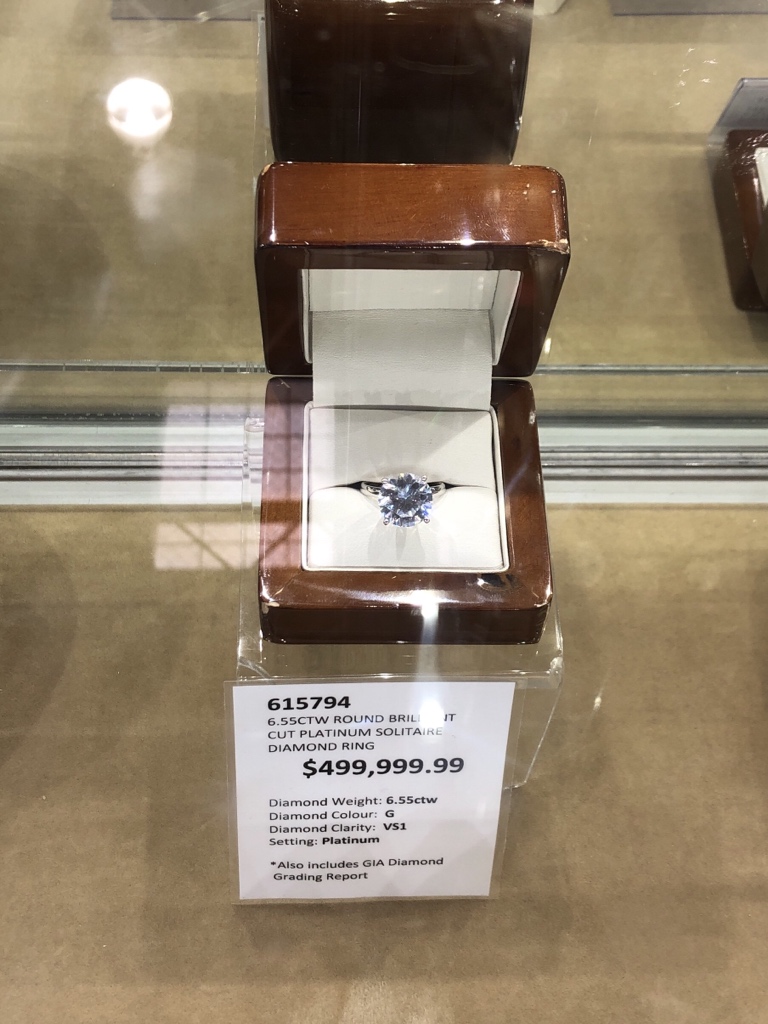 615794
6.55CTW ROUND BRILLIANT
CUT PLATINUM SOLITAIRE
DIAMOND RING
$499,999.99
Diamond Weight: 6.55ctw
Diamond Colour: G
Diamond Clarity: VS1
Setting: Platinum
*Also includes GIA Diamond
Grading Report